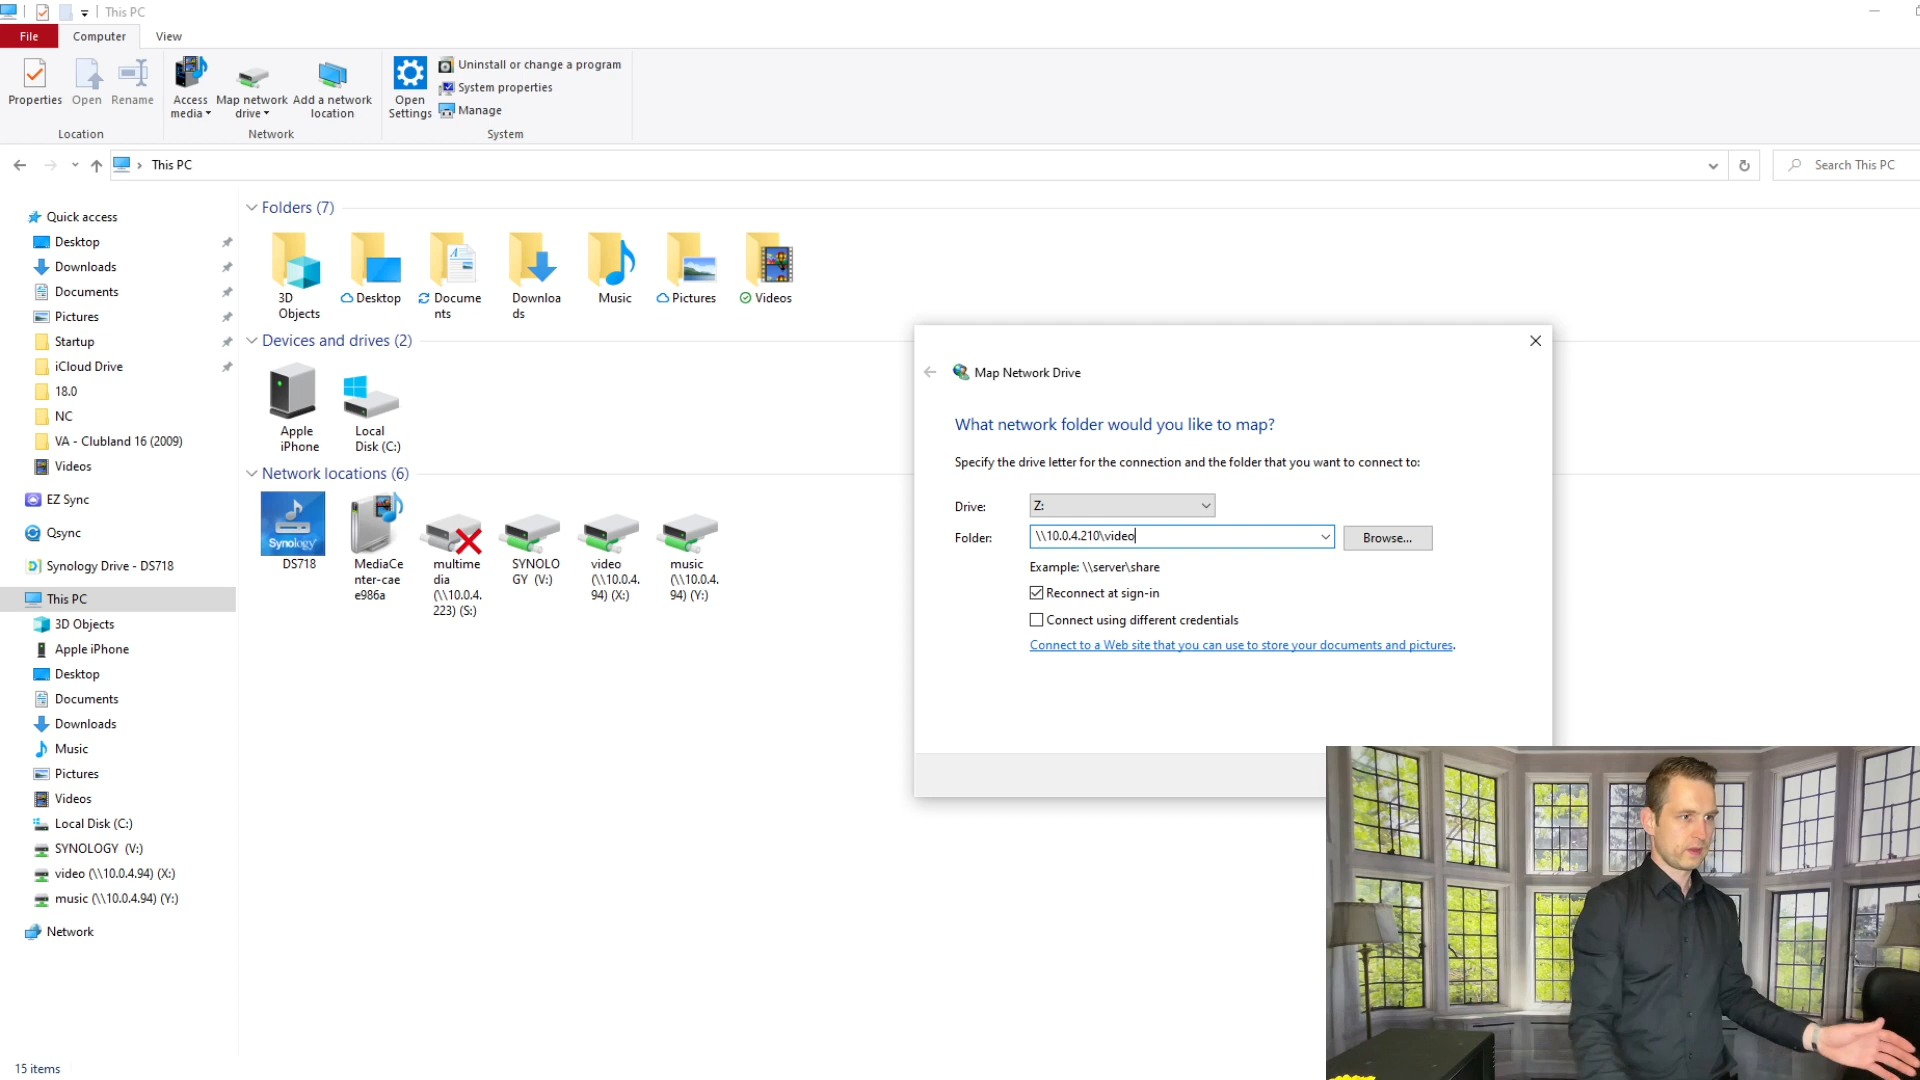 This PC
File
Computer
View
Properties
Open
Rename
Access
media
Map network
drive
Add a network
location
Open
Settings
Uninstall or change a program
System properties
Manage
Location
Network
System
This PC
Search This PC
Quick access
Desktop
Downloads
Documents
Pictures
Startup
iCloud Drive
18.0
NC
VA - Clubland 16 (2009)
Videos
EZ Sync
Qsync
Synology Drive - DS718
This PC
3D Objects
Apple iPhone
Desktop
Documents
Downloads
Music
Pictures
Videos
Local Disk (C:)
SYNOLOGY (V:)
video (\\10.0.4.94) (X:)
music (\\10.0.4.94) (Y:)
Network
15 items
Folders (7)
3D
Objects
Desktop
Docume
nts
Downloa
ds
Music
Pictures
Videos
Devices and drives (2)
Apple
iPhone
Local
Disk (C:)
Network locations (6)
Synology
DS718
MediaCe
nter-cae
e986a
multime
dia
(\\10.0.4.
223) (S:)
SYNOLO
GY (V:)
video
(\\10.0.4.
94) (X:)
music
(\\10.0.4.
94) (Y:)
Map Network Drive
What network folder would you like to map?
Specify the drive letter for the connection and the folder that you want to connect to:
Drive:
Z:
Folder:
\\10.0.4.210\video
Browse...
Example: \\server\share
Reconnect at sign-in
Connect using different credentials
Connect to a Web site that you can use to store your documents and pictures.